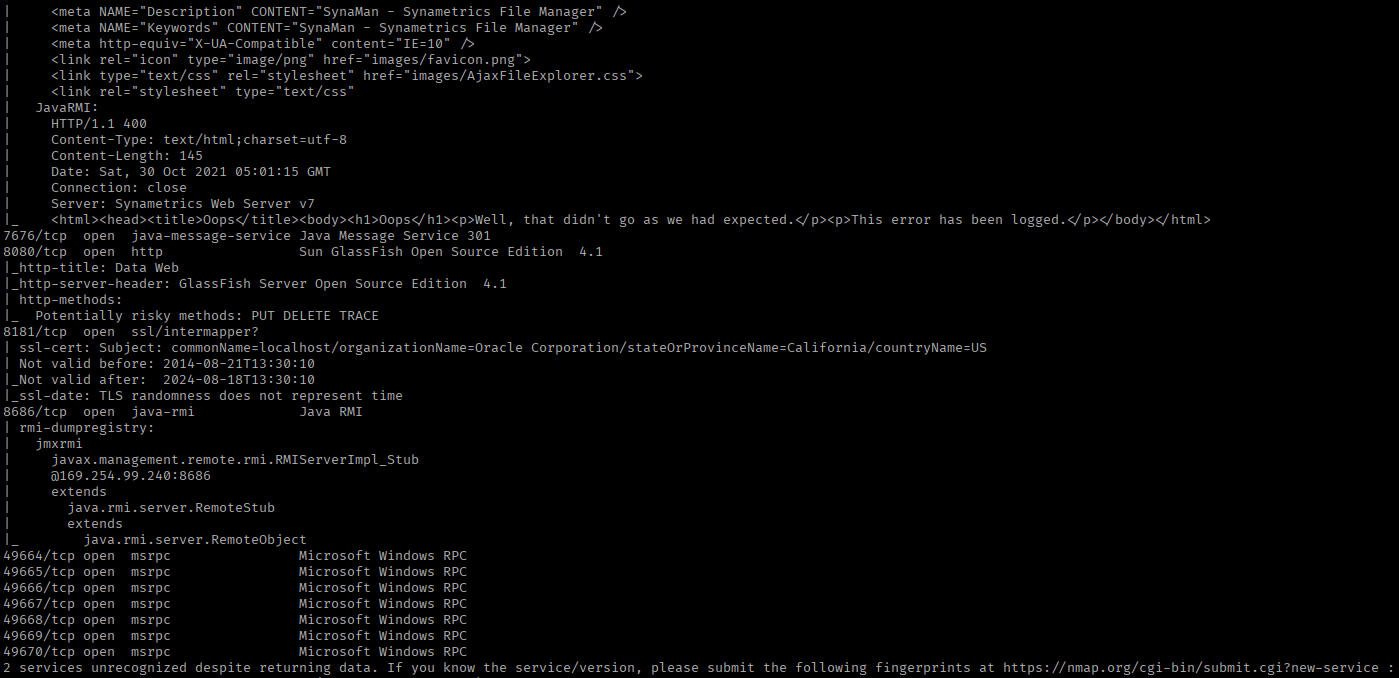 |     <meta NAME="Description" CONTENT="SynaMan - Synametrics File Manager" />
|     <meta NAME="Keywords" CONTENT="SynaMan - Synametrics File Manager" />
|     <meta http-equiv="X-UA-Compatible" content="IE=10" />
|     <link rel="icon" type="image/png" href="images/favicon.png">
|     <link type="text/css" rel="stylesheet" href="images/AjaxFileExplorer.css">
|     <link rel="stylesheet" type="text/css"
|   JavaRMI:
|     HTTP/1.1 400
|     Content-Type: text/html;charset=utf-8
|     Content-Length: 145
|     Date: Sat, 30 Oct 2021 05:01:15 GMT
|     Connection: close
|     Server: Synametrics Web Server v7
|_    <html><head><title>Oops</title><body><h1>Oops</h1><p>Well, that didn't go as we had expected.</p><p>This error has been logged.</p></body></html>
7676/tcp  open  java-message-service Java Message Service 301
8080/tcp  open  http                 Sun GlassFish Open Source Edition  4.1
|_http-title: Data Web
|_http-server-header: GlassFish Server Open Source Edition  4.1
| http-methods:
|_  Potentially risky methods: PUT DELETE TRACE
8181/tcp  open  ssl/intermapper?
| ssl-cert: Subject: commonName=localhost/organizationName=Oracle Corporation/stateOrProvinceName=California/countryName=US
| Not valid before: 2014-08-21T13:30:10
|_Not valid after:  2024-08-18T13:30:10
|_ssl-date: TLS randomness does not represent time
8686/tcp  open  java-rmi             Java RMI
| rmi-dumpregistry:
|   jmxrmi
|     javax.management.remote.rmi.RMIServerImpl_Stub
|     @169.254.99.240:8686
|     extends
|       java.rmi.server.RemoteStub
|       extends
|_        java.rmi.server.RemoteObject
49664/tcp open  msrpc                Microsoft Windows RPC
49665/tcp open  msrpc                Microsoft Windows RPC
49666/tcp open  msrpc                Microsoft Windows RPC
49667/tcp open  msrpc                Microsoft Windows RPC
49668/tcp open  msrpc                Microsoft Windows RPC
49669/tcp open  msrpc                Microsoft Windows RPC
49670/tcp open  msrpc                Microsoft Windows RPC
2 services unrecognized despite returning data. If you know the service/version, please submit the following fingerprints at https://nmap.org/cgi-bin/submit.cgi?new-service :